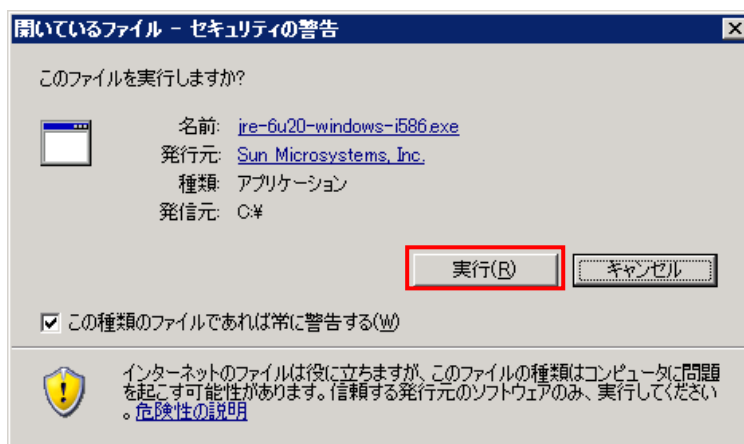 開いているファイル - セキュリティの警告
このファイルを実行しますか?
名前: jre-6u20-windows-i586.exe
発行元: Sun Microsystems, Inc.
種類: アプリケーション
発信元: C:¥
実行(R)
キャンセル
この種類のファイルであれば常に警告する(W)
インターネットのファイルは役に立ちますが、このファイルの種類はコンピュータに問題
を起こす可能性があります。信頼する発行元のソフトウェアのみ、実行してください
。危険性の説明